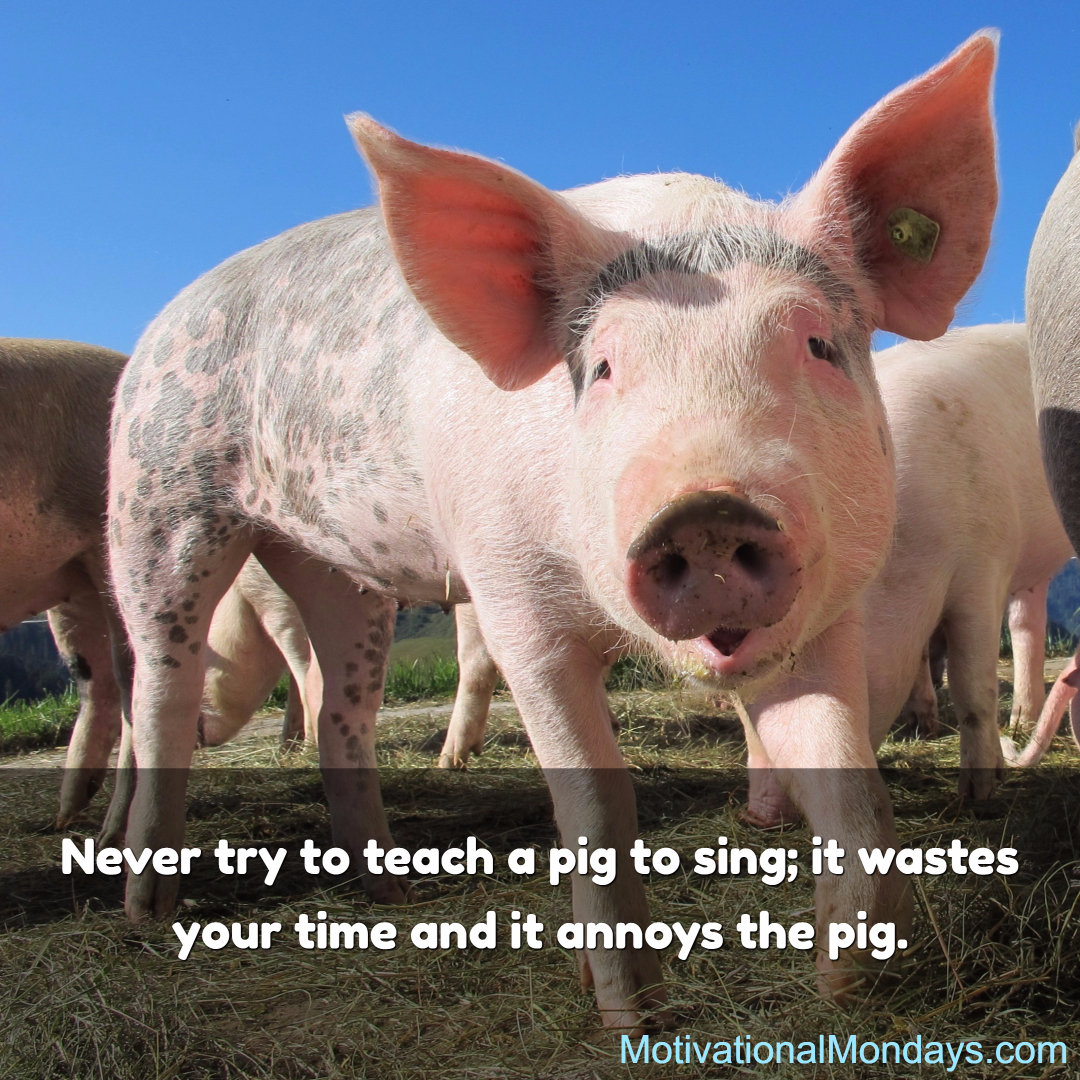 Never try to teach a pig to sing; it wastes
your time and it annoys the pig.
MotivationalMondays.com